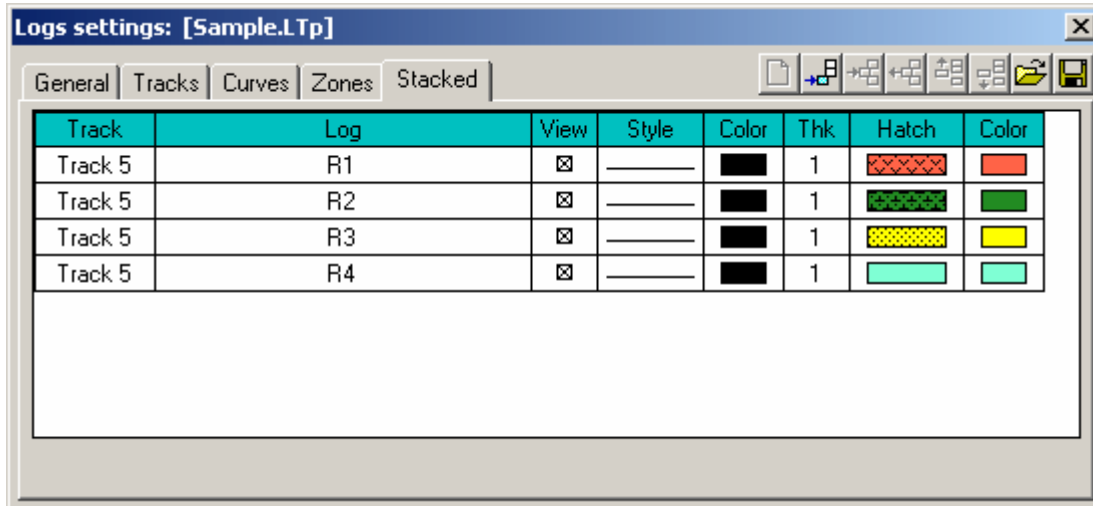 Logs settings: [Sample.LTp]
General Tracks Curves Zones Stacked
Track Log View Style Color Thk Hatch Color
Track 5 R1 1
Track 5 R2 1
Track 5 R3 1
Track 5 R4 1